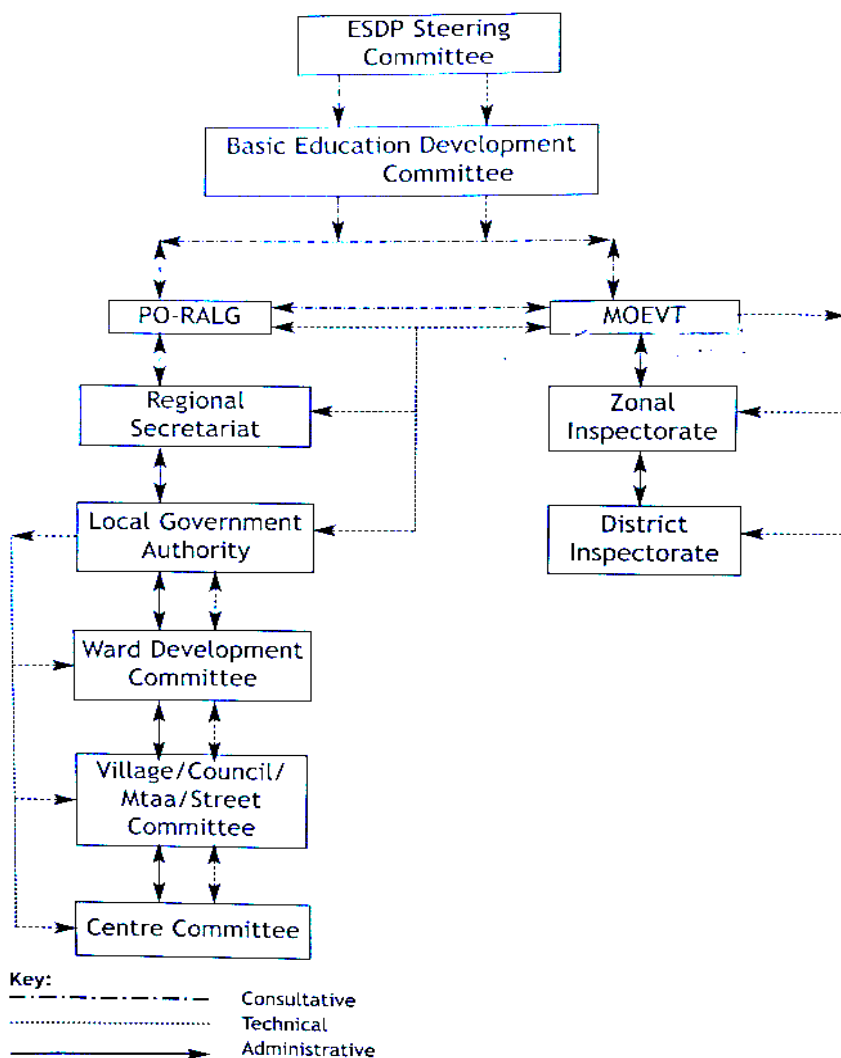 ESDP Steering
Committee
Basic Education Development
Committee
PO-RALG
MOEVT
Regional
Secretariat
Zonal
Inspectorate
Local Government
Authority
District
Inspectorate
Ward Development
Committee
Village/Council/
Mtaa/Street
Committee
Centre Committee
Key:
Consultative
Technical
Administrative